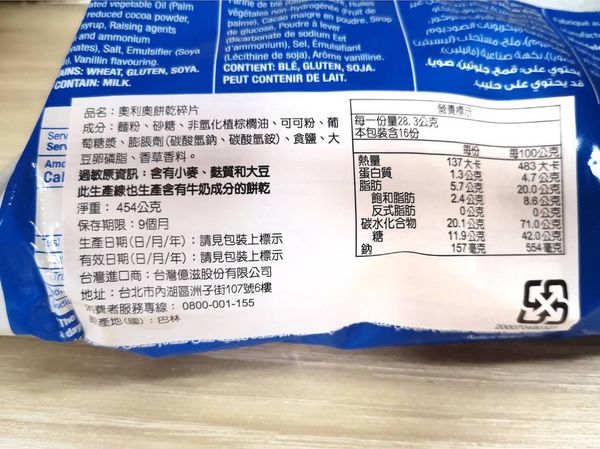 ted vegetable Oil (Palm
reduced cocoa powder,
syrup, Raising agents
and ammonium
nates), Salt, Emulsifier (Soya
, Vanillin flavouring.
AINS: WHEAT, GLUTEN, SOYA.
CONTAIN: MILK.
végétales non-hydrogénées (Fruit de
palme), Cacao maigre en poudre, Sirop
de glucose, Poudre à lever
(Bicarbonate de sodium Eet
d'ammonium), Sel, Émulsifiant
(Lécithine de soja), Arôme vanilline.
CONTIENT: BLÉ, GLUTEN, SOJA.
PEUT CONTENIR DE LAIT.
يحتوي على: قمح جلوتين، صويا.
قد يحتوي على: حليب.
品名：奧利奧餅乾碎片
成分：麵粉、砂糖、非氫化植棕櫚油、可可粉、葡
萄糖漿、膨脹劑(碳酸氫鈉、碳酸氫銨)、食鹽、大
豆卵磷脂、香草香料。
過敏原資訊：含有小麥、麩質和大豆
此生產線也生產含有牛奶成分的餅乾
淨重：454公克
保存期限：9個月
生產日期(日/月/年)：請見包裝上標示
有效日期(日/月/年)：請見包裝上標示
台灣進口商：台灣億滋股份有限公司
地址：台北市內湖區洲子街107號6樓
消費者服務專線：0800-001-155
原產地(國)：巴林
營養標示
每一份量28.3公克
本包裝含16份
每份 每100公克
熱量 137大卡 483大卡
蛋白質 1.3公克 4.7公克
脂肪 5.7公克 20.0公克
飽和脂肪 2.4公克 8.6公克
反式脂肪 0公克 0公克
碳水化合物 20.1公克 71.0公克
糖 11.9公克 42.0公克
鈉 157毫克 554毫克